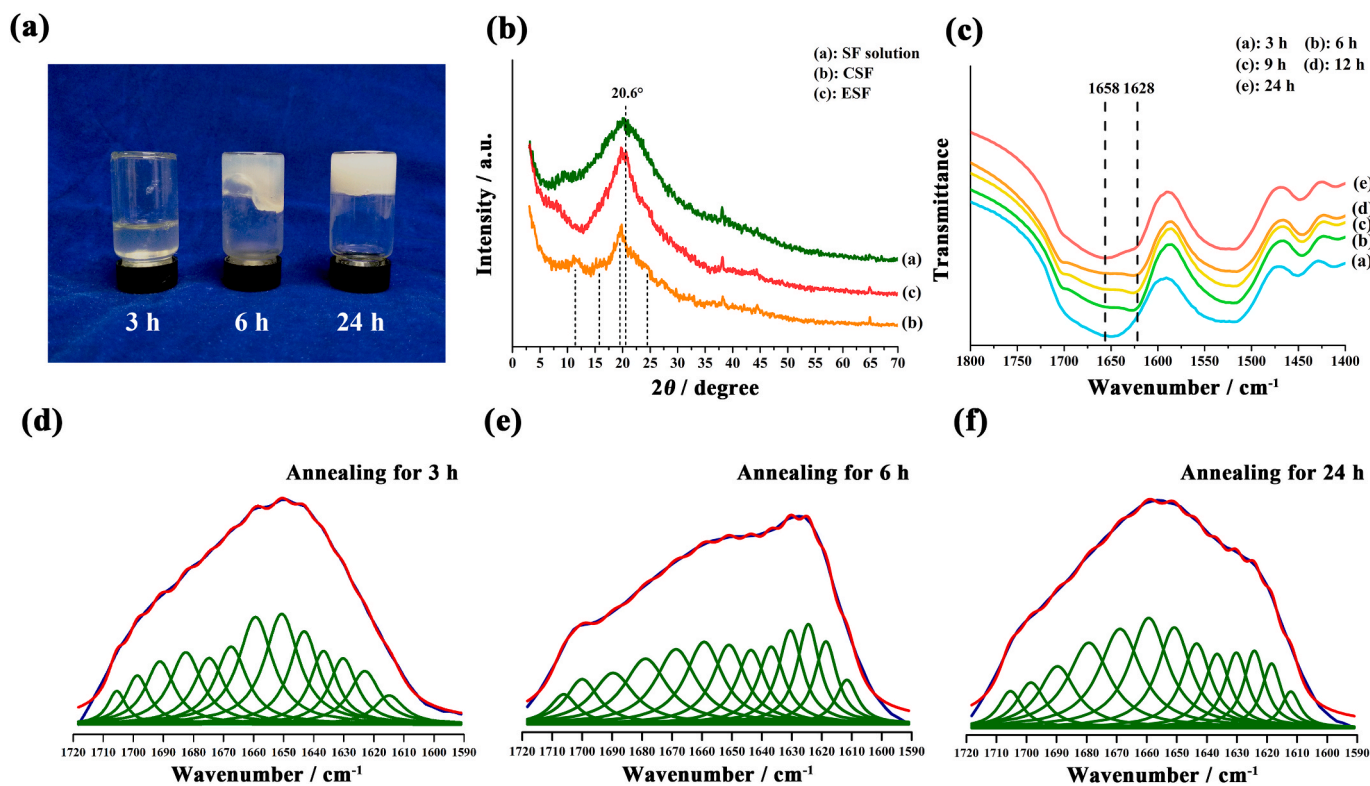 (a)
3 h 6 h 24 h
(b)
(a): SF solution
(b): CSF
(c): ESF
20.6°
(a)
(c)
(b)
Intensity / a.u.
0 5 10 15 20 25 30 35 40 45 50 55 60 65 70
2θ / degree
(c)
(a): 3 h (b): 6 h
(c): 9 h (d): 12 h
(e): 24 h
1658 1628
(e)
(d)
(c)
(b)
(a)
Transmittance
1800 1750 1700 1650 1600 1550 1500 1450 1400
Wavenumber / cm⁻¹
(d)
Annealing for 3 h
1720 1710 1700 1690 1680 1670 1660 1650 1640 1630 1620 1610 1600 1590
Wavenumber / cm⁻¹
(e)
Annealing for 6 h
1720 1710 1700 1690 1680 1670 1660 1650 1640 1630 1620 1610 1600 1590
Wavenumber / cm⁻¹
(f)
Annealing for 24 h
1720 1710 1700 1690 1680 1670 1660 1650 1640 1630 1620 1610 1600 1590
Wavenumber / cm⁻¹